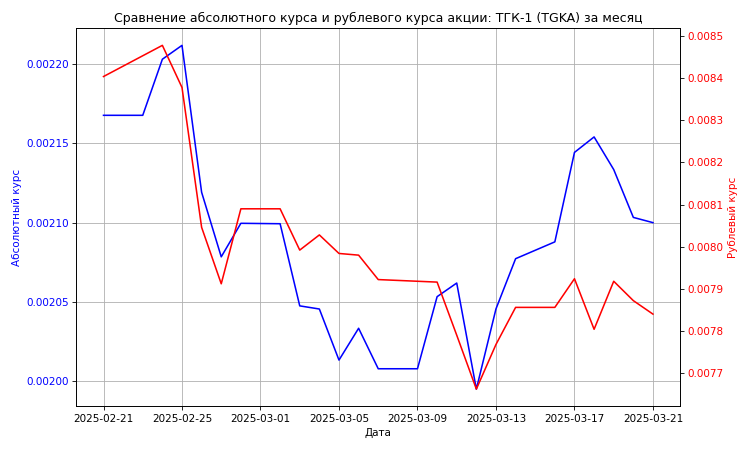 Сравнение абсолютного курса и рублевого курса акции: ТГК-1 (TGKA) за месяц
0.00220
0.00215
0.00210
0.00205
0.00200
Абсолютный курс
0.0085
0.0084
0.0083
0.0082
0.0081
0.0080
0.0079
0.0078
0.0077
Рублевый курс
2025-02-21 2025-02-25 2025-03-01 2025-03-05 2025-03-09 2025-03-13 2025-03-17 2025-03-21
Дата